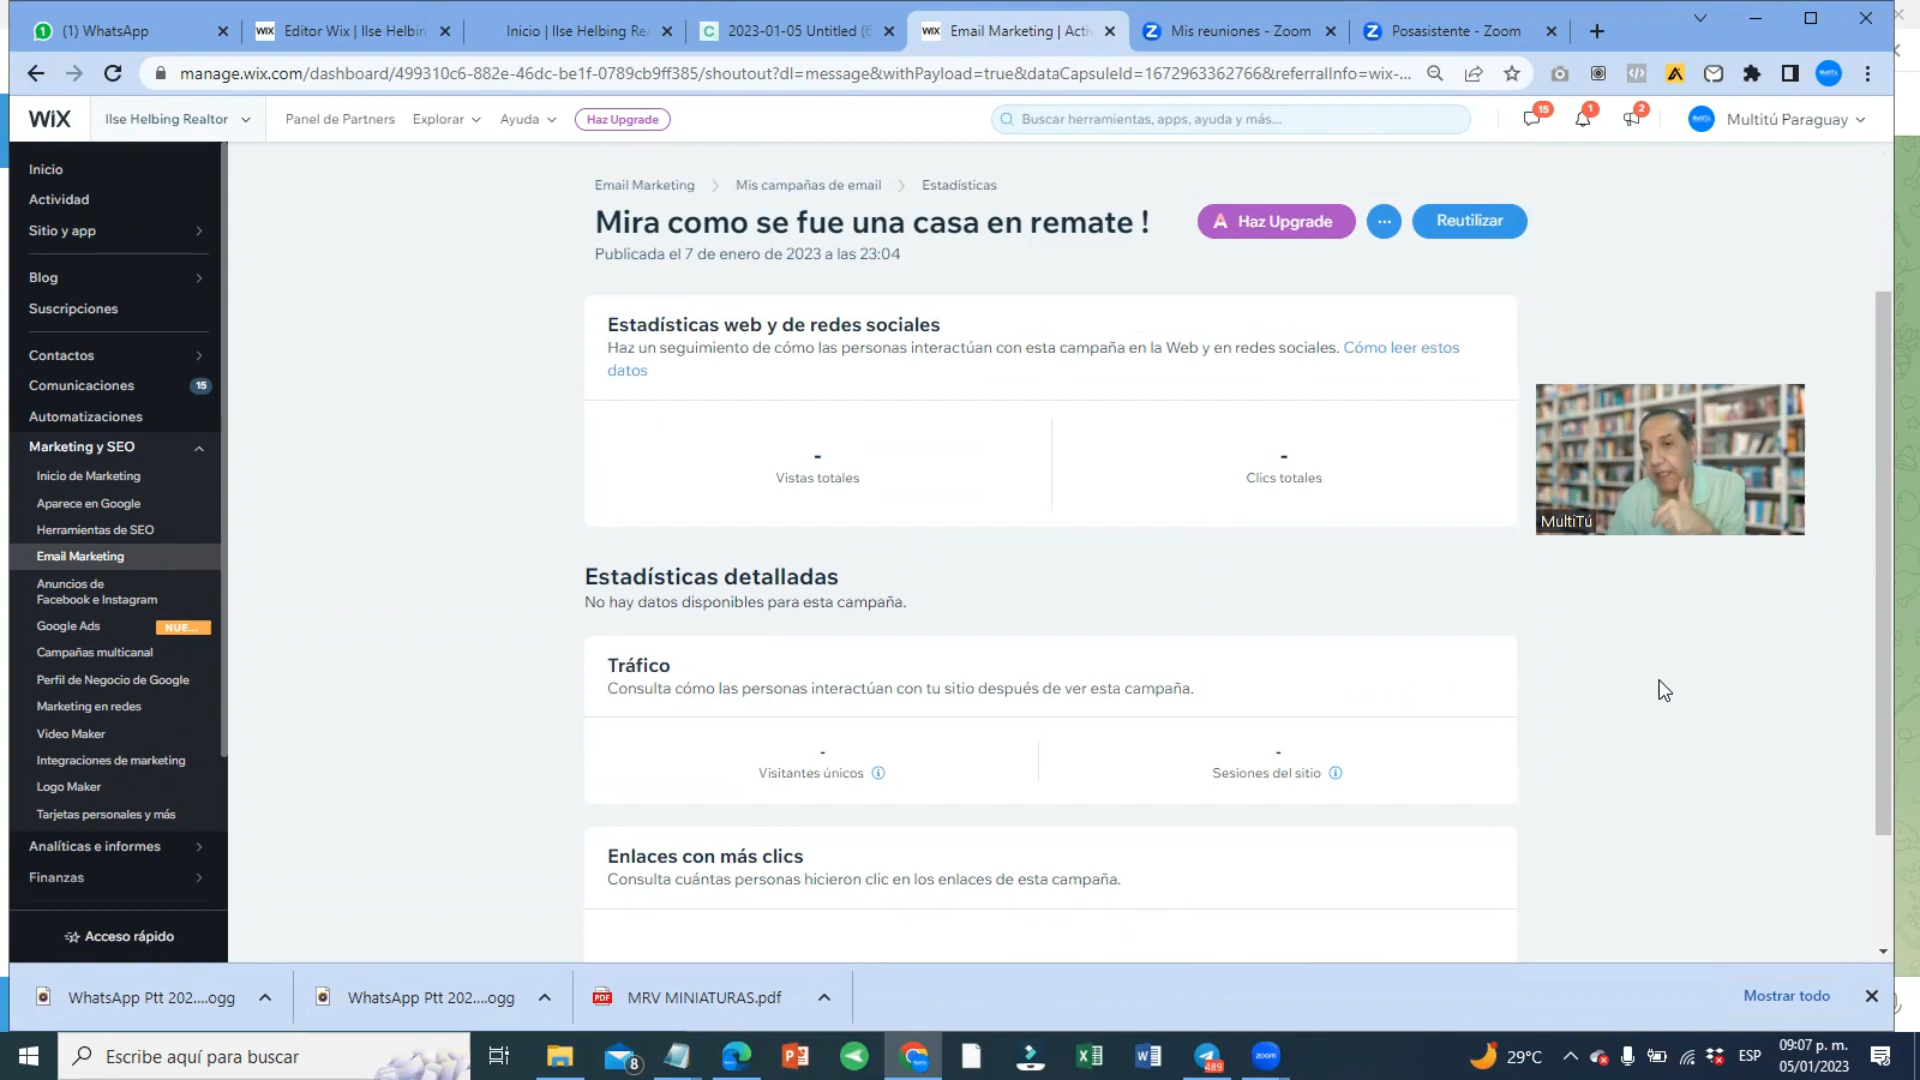 (1) WhatsApp
WIX Editor Wix | Ilse Helbin
Inicio | Ilse Helbing Re
C 2023-01-05 Untitled (6
WIX Email Marketing | Acti
Z Mis reuniones - Zoom
Z Posasistente - Zoom
manage.wix.com/dashboard/499310c6-882e-46dc-be1f-0789cb9ff385/shoutout?dl=message&withPayload=true&dataCapsuleId=1672963362766&referralInfo=wix-...
WiX
Ilse Helbing Realtor
Panel de Partners
Explorar
Ayuda
Haz Upgrade
Buscar herramientas, apps, ayuda y más...
15
1
2
Multitú Paraguay
Inicio
Actividad
Sitio y app
Blog
Suscripciones
Contactos
Comunicaciones 15
Automatizaciones
Marketing y SEO
Inicio de Marketing
Aparece en Google
Herramientas de SEO
Email Marketing
Anuncios de
Facebook e Instagram
Google Ads NUE...
Campañas multicanal
Perfil de Negocio de Google
Marketing en redes
Video Maker
Integraciones de marketing
Logo Maker
Tarjetas personales y más
Analíticas e informes
Finanzas
Acceso rápido
Email Marketing > Mis campañas de email > Estadísticas
Mira como se fue una casa en remate !
Haz Upgrade
...
Reutilizar
Publicada el 7 de enero de 2023 a las 23:04
Estadísticas web y de redes sociales
Haz un seguimiento de cómo las personas interactúan con esta campaña en la Web y en redes sociales. Cómo leer estos
datos
- -
Vistas totales Clics totales
MultiTú
Estadísticas detalladas
No hay datos disponibles para esta campaña.
Tráfico
Consulta cómo las personas interactúan con tu sitio después de ver esta campaña.
- -
Visitantes únicos Sesiones del sitio
Enlaces con más clics
Consulta cuántas personas hicieron clic en los enlaces de esta campaña.
WhatsApp Ptt 202....ogg
WhatsApp Ptt 202....ogg
PDF MRV MINIATURAS.pdf
Mostrar todo
Escribe aquí para buscar
8
489
zoom
29°C
ESP
09:07 p. m.
05/01/2023